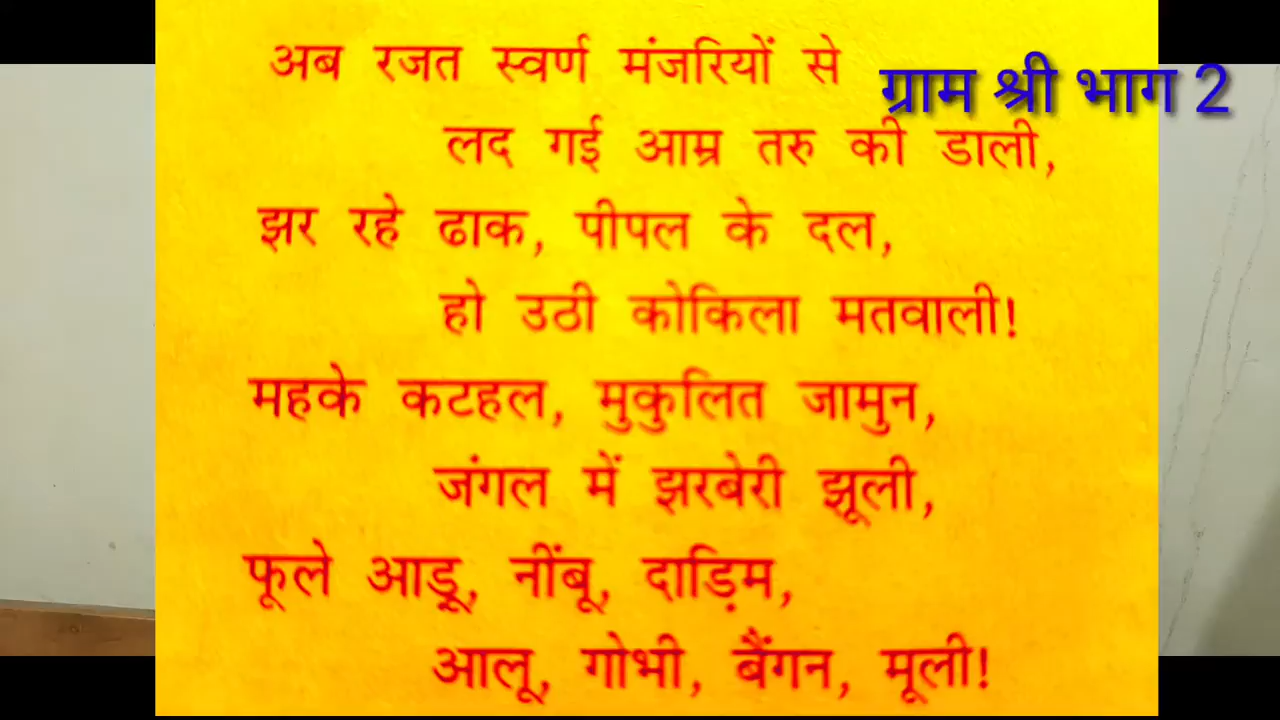 ग्राम श्री भाग 2
अब रजत स्वर्ण मंजरियों से
लद गई आम्र तरु की डाली,
झर रहे ढाक, पीपल के दल,
हो उठी कोकिला मतवाली!
महके कटहल, मुकुलित जामुन,
जंगल में झरबेरी झूली,
फूले आड़ू, नींबू, दाड़िम,
आलू, गोभी, बैंगन, मूली!